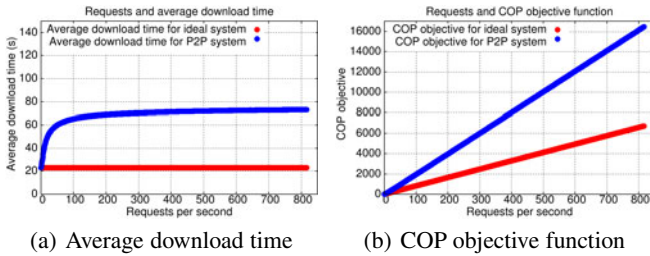 Requests and average download time
Average download time for ideal system
Average download time for P2P system
Average download time (s)
140
120
100
80
60
40
20
0
0 100 200 300 400 500 600 700 800
Requests per second
(a) Average download time
Requests and COP objective function
COP objective for ideal system
COP objective for P2P system
COP objective
16000
14000
12000
10000
8000
6000
4000
2000
0
0 100 200 300 400 500 600 700 800
Requests per second
(b) COP objective function